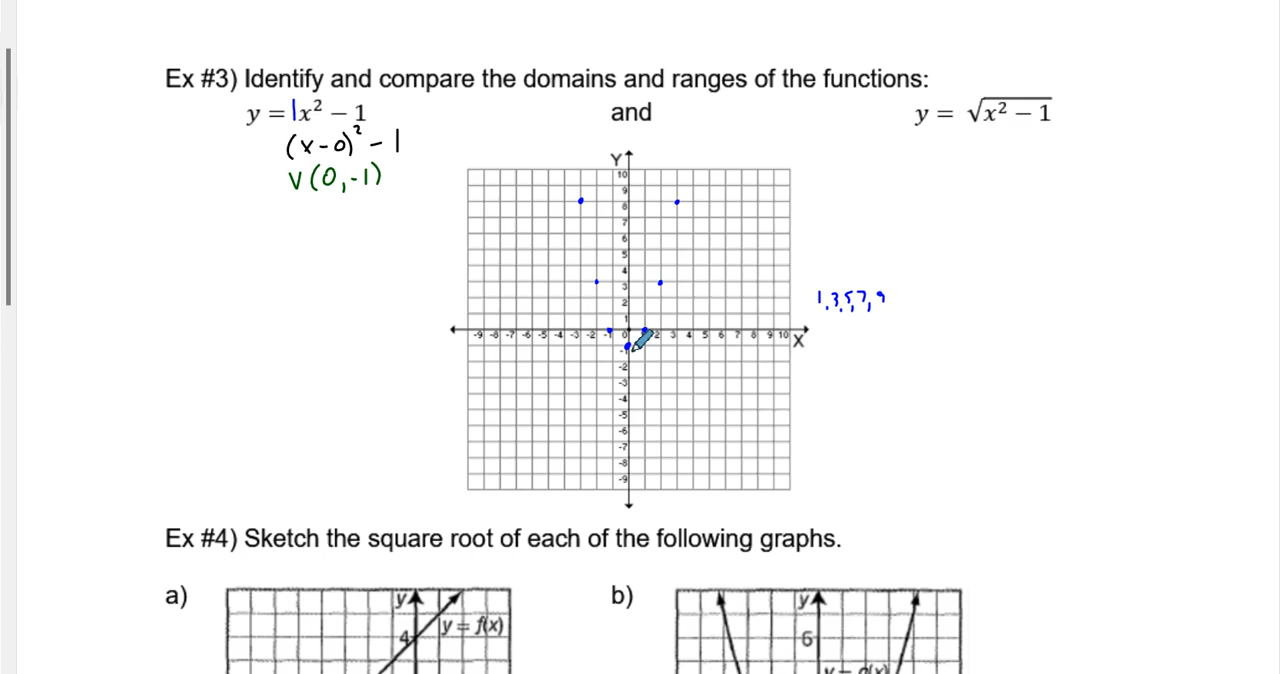 Ex #3) Identify and compare the domains and ranges of the functions:
y = 1x² − 1 and y = √(x² − 1)
(x-0)² - 1
V(0,-1)
Y
10
9
8
7
6
5
4
3
2
1
-9 -8 -7 -6 -5 -4 -3 -2 -1 0 2 3 4 5 6 7 8 9 10 X
1,3,5,7,9
-1
-2
-3
-4
-5
-6
-7
-8
-9
Ex #4) Sketch the square root of each of the following graphs.
a) b)
y y
y = f(x)
4 6
y = g(x)